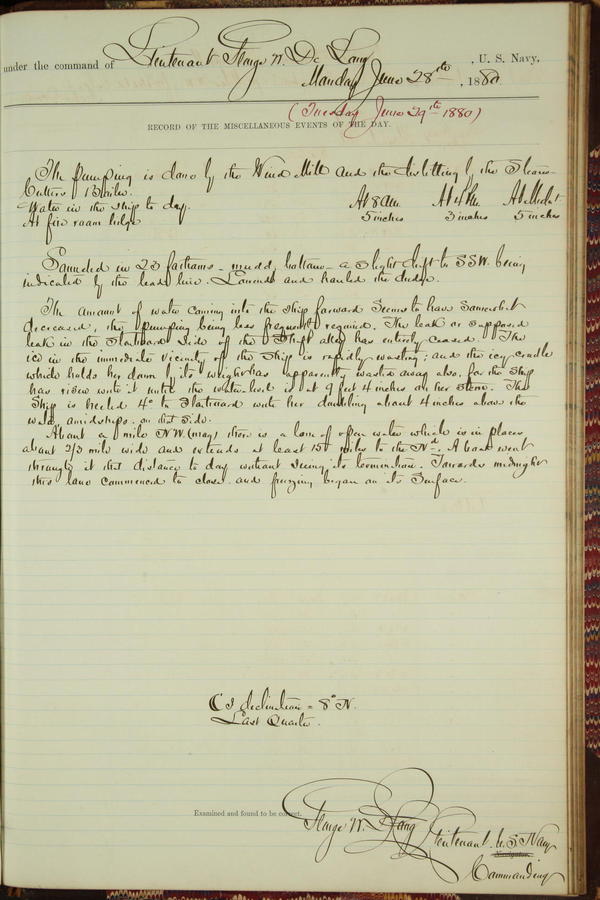 under the command of Lieutenant George W. De Long, U. S. Navy.
Monday June 28th, 1880
(Tuesday June 29th 1880)
RECORD OF THE MISCELLANEOUS EVENTS OF THE DAY.
The pumping is done by the Wind Mill and the distilling by the Steam-
Cutters Boiler.
Water in the ship to day. At 8 am. At 4 Pm. At Midnt.
At fire room bilge 5 inches 3 inches 5 inches
Sounded in 23 fathoms - mud bottom - a slight drift to SSW. being
indicated by the lead line. Lowered and hauled the dredge.
The amount of water coming into the ship forward seems to have somewhat
decreased, the pumping being less frequently required. The leak or supposed
leak in the starboard side of the shaft alley has entirely ceased. The
ice in the immediate vicinity of the ship is rapidly wasting; and the icy cradle
which holds her down by its weight has apparently wasted away also, for the ship
has risen until the water level is at 9 feet 4 inches on her stem. The
Ship is heeled 4° to Starboard with her doubling about 4 inches above the
water amidships on that side.
About a mile N.W. (mag) there is a lane of open water which is in places
about 2/3 mile wide and extends at least 15 miles to the Nd. A boat went
through it that distance to day without seeing its termination. Towards midnight
this lane commenced to close and freezing began on its surface.
declination = 8° N.
Last Quarter.
Examined and found to be correct.
George W. De Long Lieutenant U.S. Navy
Navigator.
Commanding